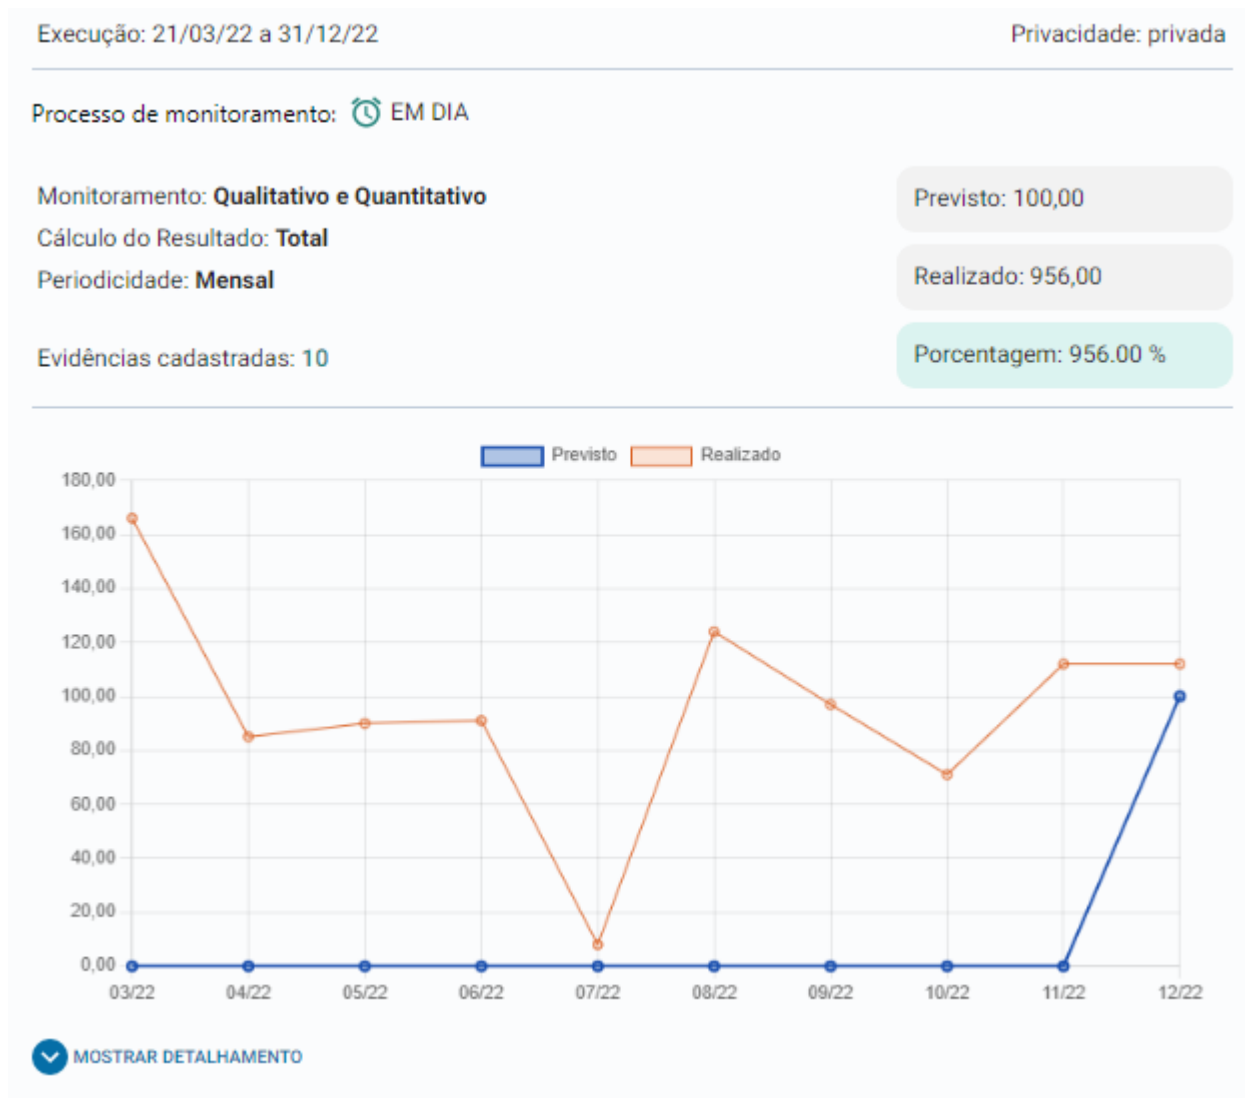 Execução: 21/03/22 a 31/12/22
Privacidade: privada
Processo de monitoramento: EM DIA
Monitoramento: Qualitativo e Quantitativo
Cálculo do Resultado: Total
Periodicidade: Mensal
Evidências cadastradas: 10
Previsto: 100,00
Realizado: 956,00
Porcentagem: 956.00 %
Previsto Realizado
180,00
160,00
140,00
120,00
100,00
80,00
60,00
40,00
20,00
0,00
03/22 04/22 05/22 06/22 07/22 08/22 09/22 10/22 11/22 12/22
MOSTRAR DETALHAMENTO